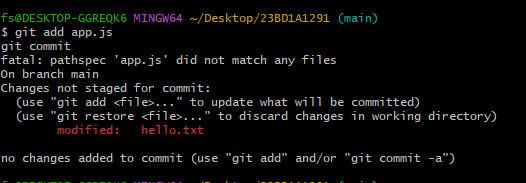 fs@DESKTOP-GGREQK6 MINGW64 ~/Desktop/23BD1A1291 (main)
$ git add app.js
git commit
fatal: pathspec 'app.js' did not match any files
On branch main
Changes not staged for commit:
  (use "git add <file>..." to update what will be committed)
  (use "git restore <file>..." to discard changes in working directory)
        modified:   hello.txt

no changes added to commit (use "git add" and/or "git commit -a")